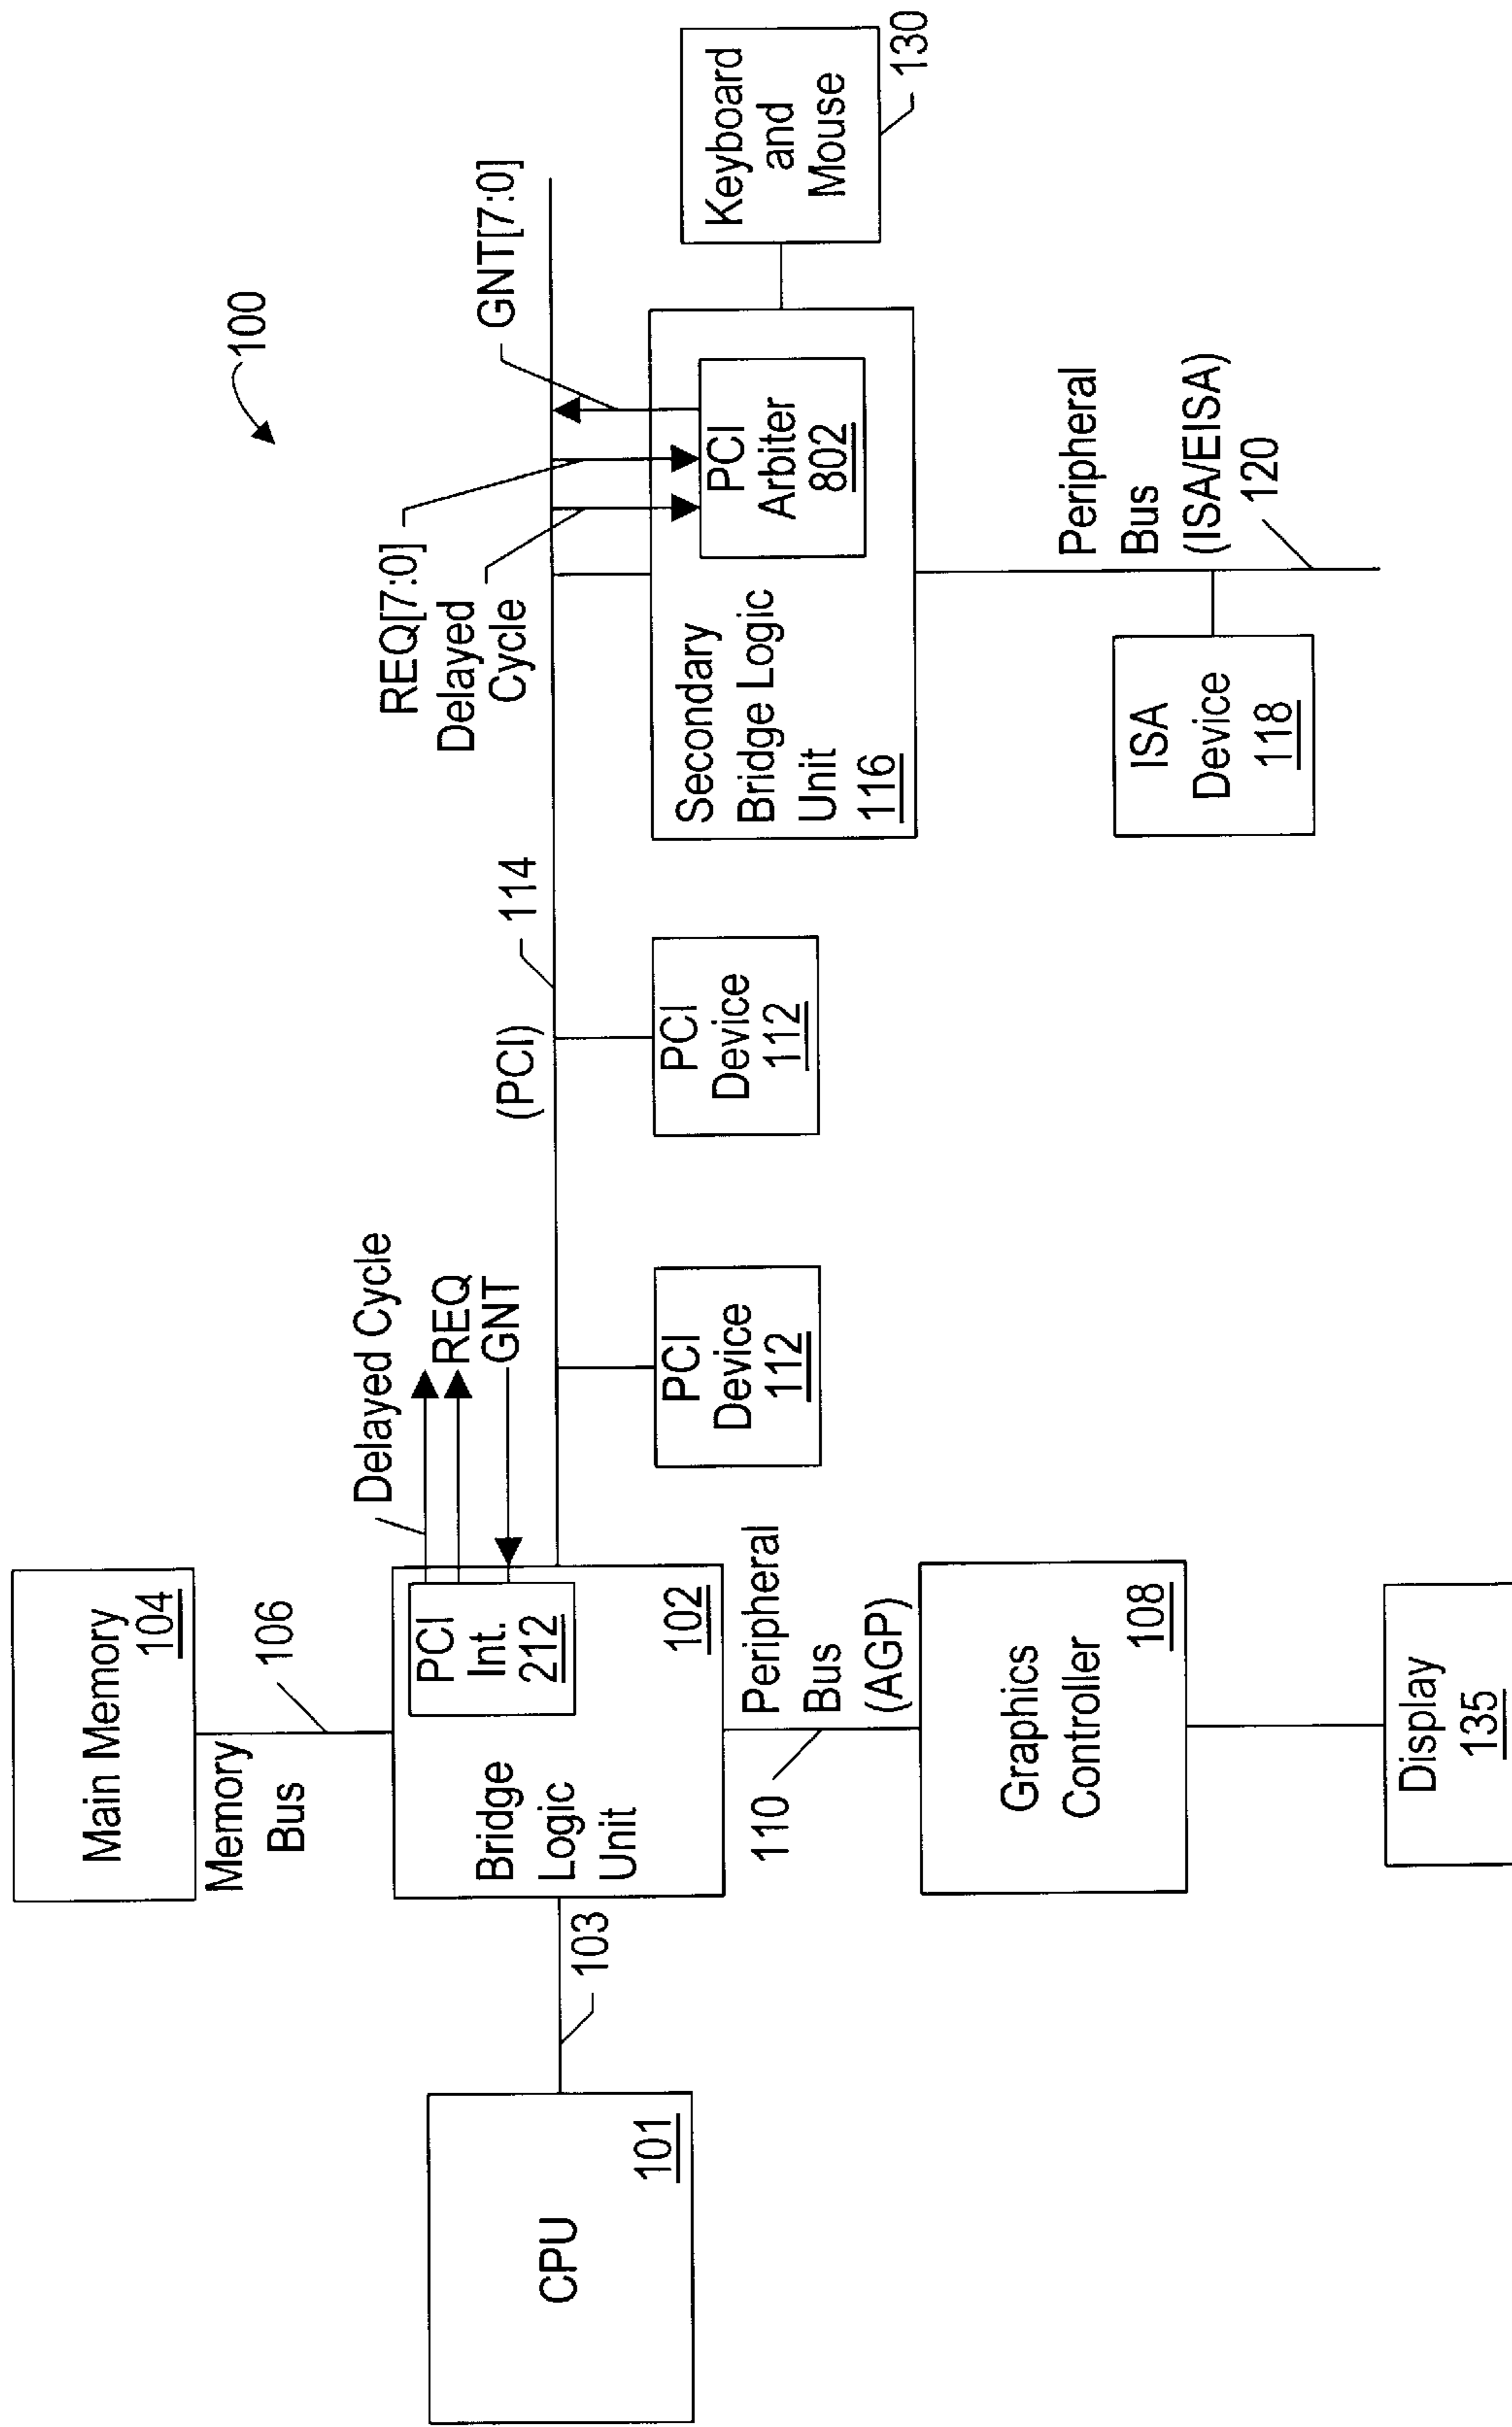 100
Main Memory
104
Memory
Bus
106
Delayed Cycle
REQ
GNT
PCI
Int.
212
Bridge
Logic
Unit
102
CPU
101
103
(PCI)
114
REQ[7:0]
Delayed
Cycle
GNT[7:0]
PCI
Device
112
PCI
Device
112
Secondary
Bridge Logic
Unit
116
PCI
Arbiter
802
Keyboard
and
Mouse
130
110
Peripheral
Bus
(AGP)
Graphics
Controller
108
Display
135
ISA
Device
118
Peripheral
Bus
(ISA/EISA)
120